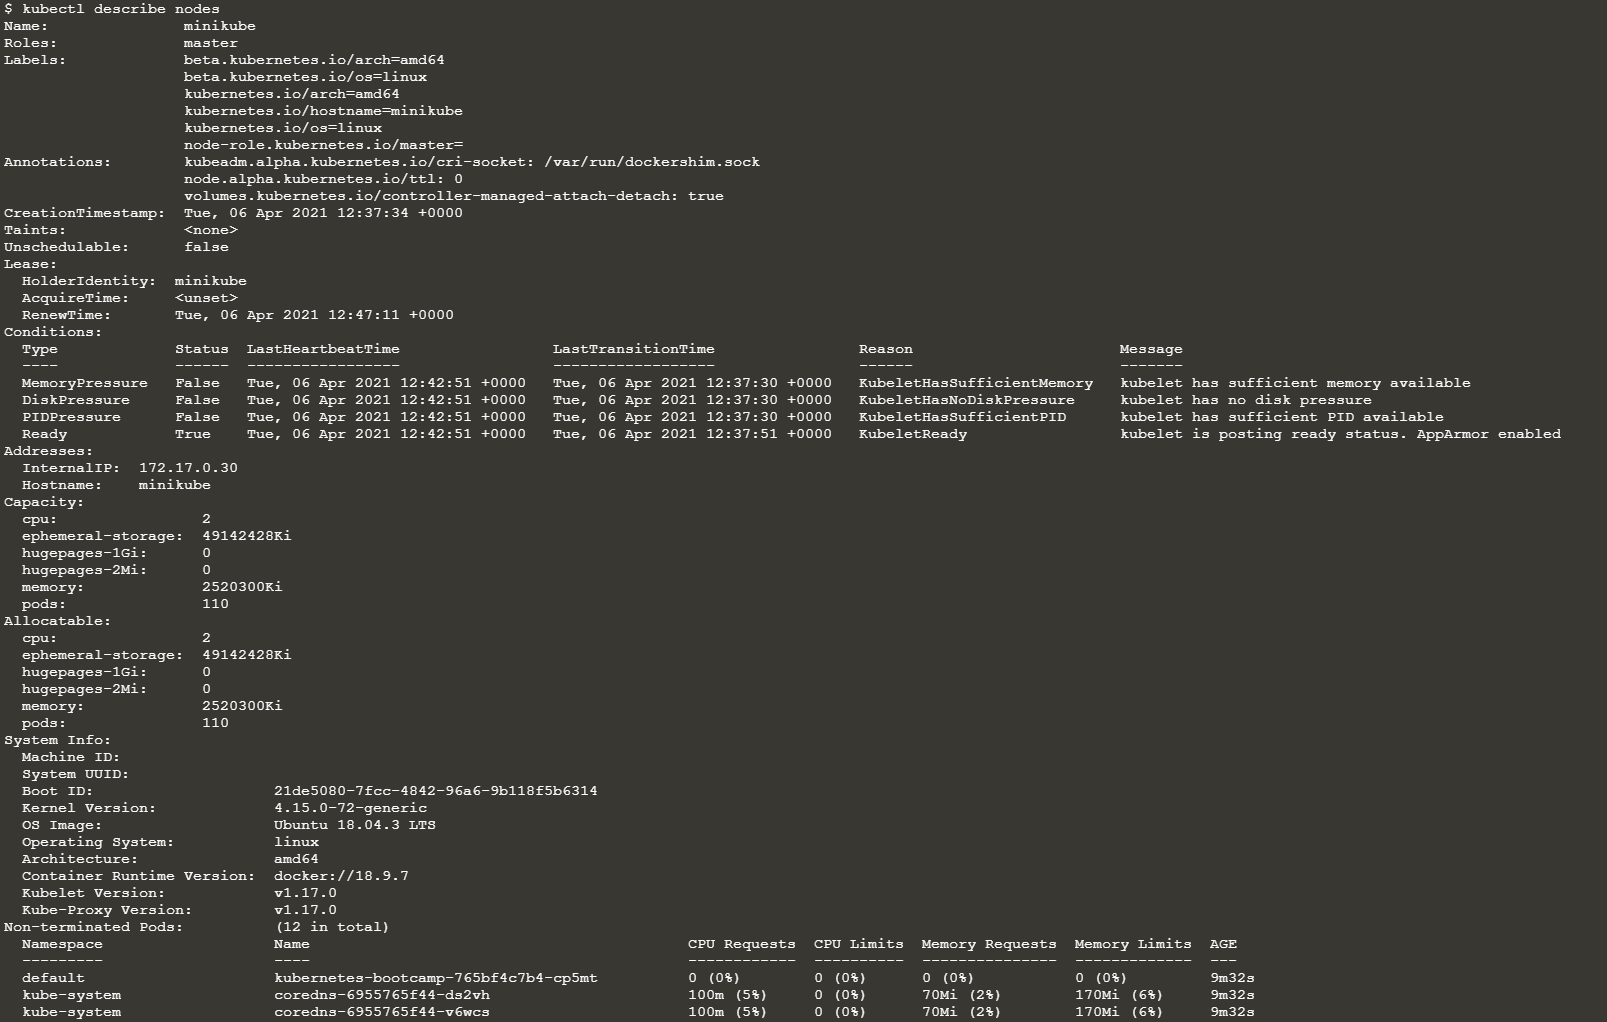 $ kubectl describe nodes
Name:               minikube
Roles:              master
Labels:             beta.kubernetes.io/arch=amd64
                    beta.kubernetes.io/os=linux
                    kubernetes.io/arch=amd64
                    kubernetes.io/hostname=minikube
                    kubernetes.io/os=linux
                    node-role.kubernetes.io/master=
Annotations:        kubeadm.alpha.kubernetes.io/cri-socket: /var/run/dockershim.sock
                    node.alpha.kubernetes.io/ttl: 0
                    volumes.kubernetes.io/controller-managed-attach-detach: true
CreationTimestamp:  Tue, 06 Apr 2021 12:37:34 +0000
Taints:             <none>
Unschedulable:      false
Lease:
  HolderIdentity:  minikube
  AcquireTime:     <unset>
  RenewTime:       Tue, 06 Apr 2021 12:47:11 +0000
Conditions:
  Type             Status  LastHeartbeatTime                 LastTransitionTime                Reason                       Message
  ----             ------  -----------------                 ------------------                ------                       -------
  MemoryPressure   False   Tue, 06 Apr 2021 12:42:51 +0000   Tue, 06 Apr 2021 12:37:30 +0000   KubeletHasSufficientMemory   kubelet has sufficient memory available
  DiskPressure     False   Tue, 06 Apr 2021 12:42:51 +0000   Tue, 06 Apr 2021 12:37:30 +0000   KubeletHasNoDiskPressure     kubelet has no disk pressure
  PIDPressure      False   Tue, 06 Apr 2021 12:42:51 +0000   Tue, 06 Apr 2021 12:37:30 +0000   KubeletHasSufficientPID      kubelet has sufficient PID available
  Ready            True    Tue, 06 Apr 2021 12:42:51 +0000   Tue, 06 Apr 2021 12:37:51 +0000   KubeletReady                 kubelet is posting ready status. AppArmor enabled
Addresses:
  InternalIP:  172.17.0.30
  Hostname:    minikube
Capacity:
  cpu:                2
  ephemeral-storage:  49142428Ki
  hugepages-1Gi:      0
  hugepages-2Mi:      0
  memory:             2520300Ki
  pods:               110
Allocatable:
  cpu:                2
  ephemeral-storage:  49142428Ki
  hugepages-1Gi:      0
  hugepages-2Mi:      0
  memory:             2520300Ki
  pods:               110
System Info:
  Machine ID:
  System UUID:
  Boot ID:                    21de5080-7fcc-4842-96a6-9b118f5b6314
  Kernel Version:             4.15.0-72-generic
  OS Image:                   Ubuntu 18.04.3 LTS
  Operating System:           linux
  Architecture:               amd64
  Container Runtime Version:  docker://18.9.7
  Kubelet Version:            v1.17.0
  Kube-Proxy Version:         v1.17.0
Non-terminated Pods:          (12 in total)
  Namespace                   Name                                          CPU Requests  CPU Limits  Memory Requests  Memory Limits  AGE
  ---------                   ----                                          ------------  ----------  ---------------  -------------  ---
  default                     kubernetes-bootcamp-765bf4c7b4-cp5mt          0 (0%)        0 (0%)      0 (0%)           0 (0%)         9m32s
  kube-system                 coredns-6955765f44-ds2vh                      100m (5%)     0 (0%)      70Mi (2%)        170Mi (6%)     9m32s
  kube-system                 coredns-6955765f44-v6wcs                      100m (5%)     0 (0%)      70Mi (2%)        170Mi (6%)     9m32s